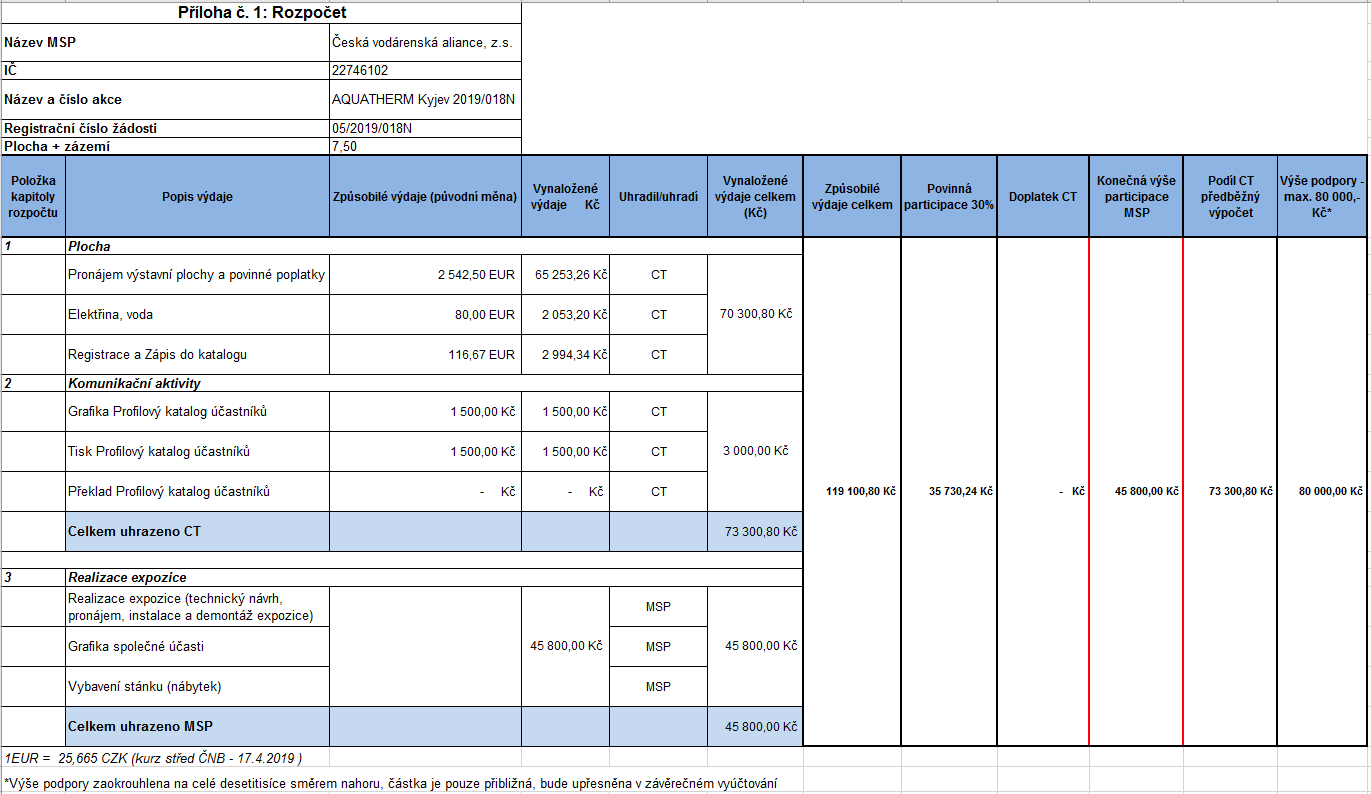 Příloha č. 1: Rozpočet
Název MSP Česká vodárenská aliance, z.s.
IČ 22746102
Název a číslo akce AQUATHERM Kyjev 2019/018N
Registrační číslo žádosti 05/2019/018N
Plocha + zázemí 7,50
Položka kapitoly rozpočtu Popis výdaje Způsobilé výdaje (původní měna) Vynaložené výdaje Kč Uhradil/uhradí Vynaložené výdaje celkem (Kč) Způsobilé výdaje celkem Povinná participace 30% Doplatek CT Konečná výše participace MSP Podíl CT předběžný výpočet Výše podpory - max. 80 000,- Kč*
1 Plocha
Pronájem výstavní plochy a povinné poplatky 2 542,50 EUR 65 253,26 Kč CT
Elektřina, voda 80,00 EUR 2 053,20 Kč CT 70 300,80 Kč
Registrace a Zápis do katalogu 116,67 EUR 2 994,34 Kč CT
2 Komunikační aktivity
Grafika Profilový katalog účastníků 1 500,00 Kč 1 500,00 Kč CT
Tisk Profilový katalog účastníků 1 500,00 Kč 1 500,00 Kč CT 3 000,00 Kč
Překlad Profilový katalog účastníků - Kč - Kč CT 119 100,80 Kč 35 730,24 Kč - Kč 45 800,00 Kč 73 300,80 Kč 80 000,00 Kč
Celkem uhrazeno CT 73 300,80 Kč
3 Realizace expozice
Realizace expozice (technický návrh,
pronájem, instalace a demontáž expozice) MSP
Grafika společné účasti 45 800,00 Kč MSP 45 800,00 Kč
Vybavení stánku (nábytek) MSP
Celkem uhrazeno MSP 45 800,00 Kč
1EUR = 25,665 CZK (kurz střed ČNB - 17.4.2019 )
*Výše podpory zaokrouhlena na celé desetitisíce směrem nahoru, částka je pouze přibližná, bude upřesněna v závěrečném vyúčtování